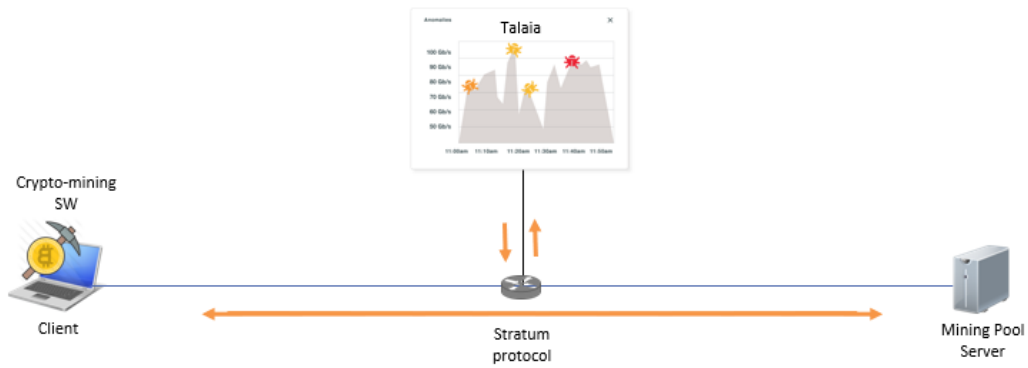 Anomalies
×
Talaia
100 Gb/s
90 Gb/s
80 Gb/s
70 Gb/s
60 Gb/s
50 Gb/s
11:00am 11:10am 11:20am 11:30am 11:40am 11:50am
Crypto-mining
SW
Client
Stratum
protocol
Mining Pool
Server